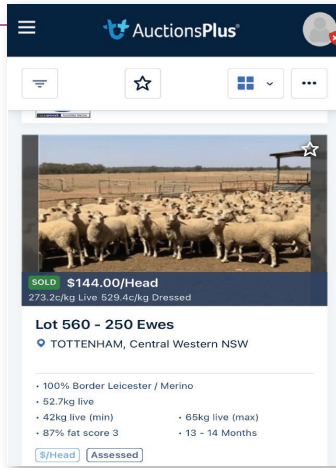 AuctionsPlus
SOLD $144.00/Head
273.2c/kg Live 529.4c/kg Dressed
Lot 560 - 250 Ewes
TOTTENHAM, Central Western NSW
• 100% Border Leicester / Merino
• 52.7kg live
• 42kg live (min) • 65kg live (max)
• 87% fat score 3 • 13 - 14 Months
$/Head Assessed